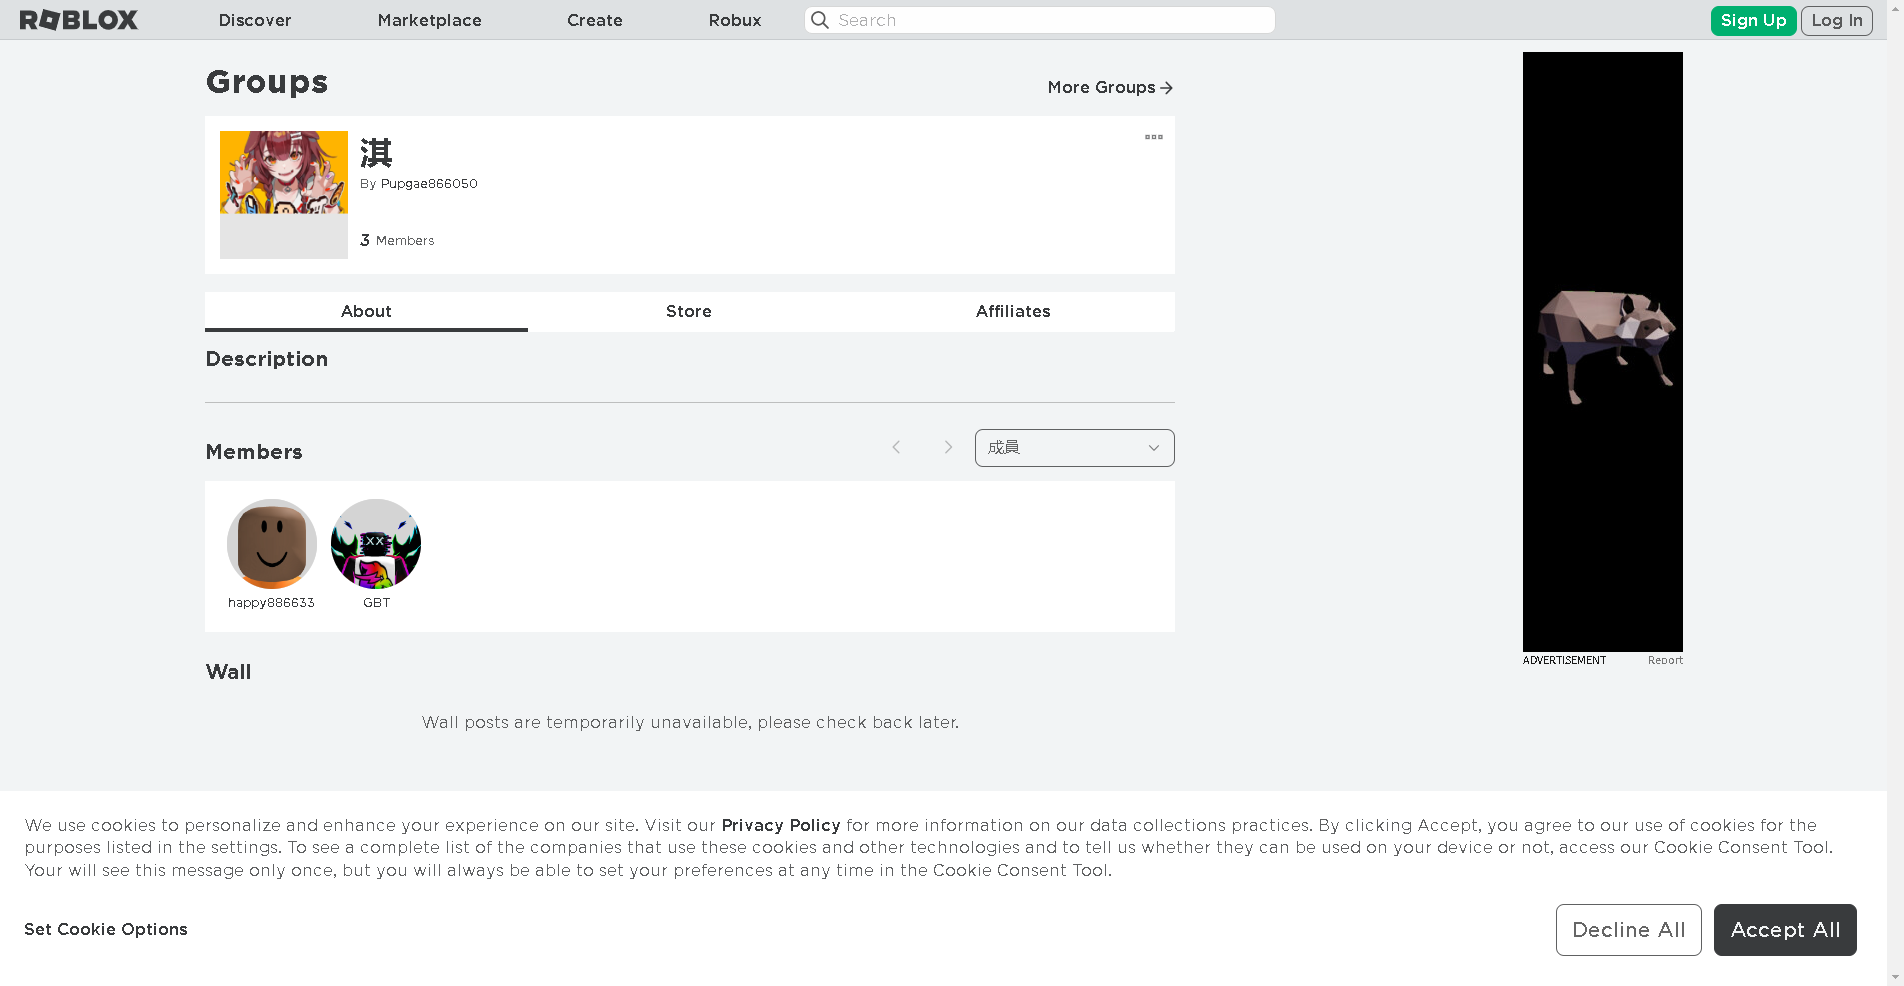 ROBLOX Discover Marketplace Create Robux Search Sign Up Log In
Groups
More Groups
淇
By Pupgae866050
3 Members
About Store Affiliates
Description
Members
成員
happy886633 GBT
Wall
Wall posts are temporarily unavailable, please check back later.
ADVERTISEMENT Report
We use cookies to personalize and enhance your experience on our site. Visit our Privacy Policy for more information on our data collections practices. By clicking Accept, you agree to our use of cookies for the
purposes listed in the settings. To see a complete list of the companies that use these cookies and other technologies and to tell us whether they can be used on your device or not, access our Cookie Consent Tool.
Your will see this message only once, but you will always be able to set your preferences at any time in the Cookie Consent Tool.
Set Cookie Options
Decline All
Accept All